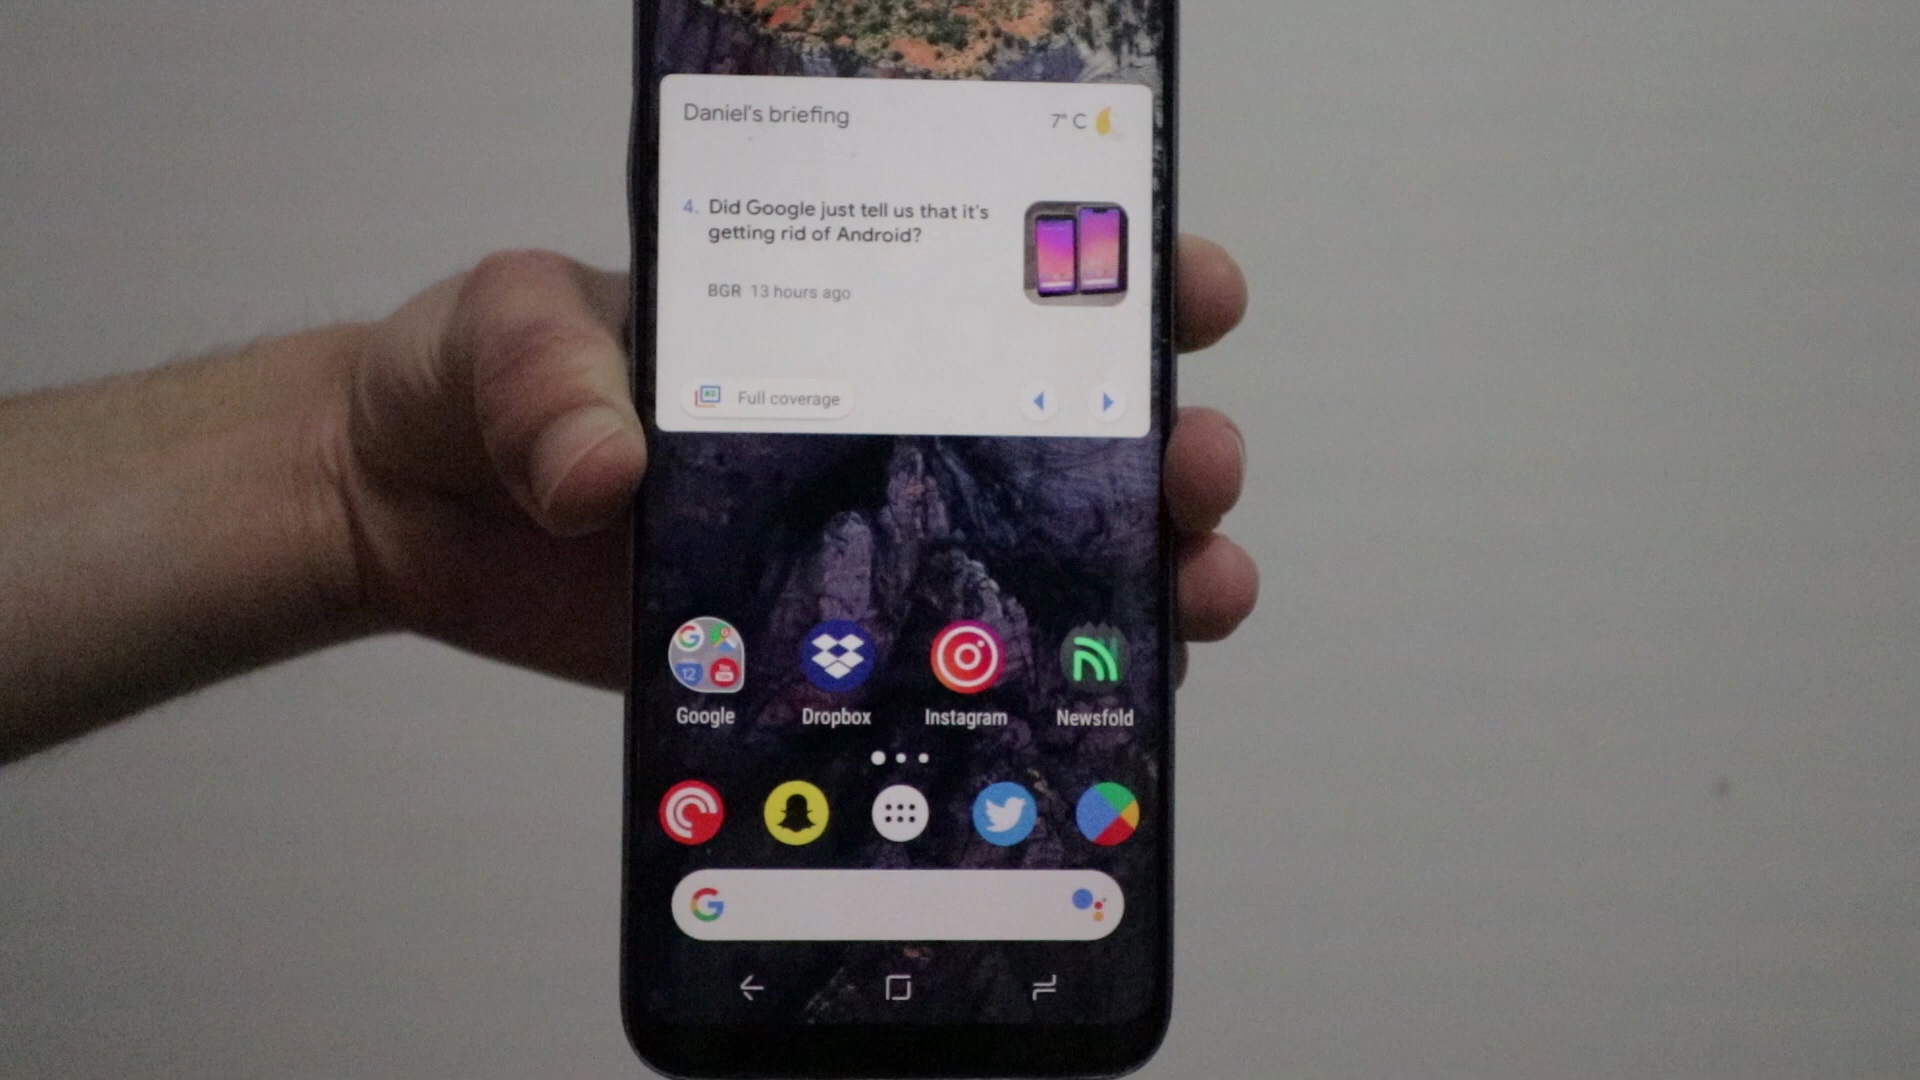 Daniel's briefing
7° C
4. Did Google just tell us that it's
getting rid of Android?
BGR 13 hours ago
Full coverage
12
Google
Dropbox
Instagram
Newsfold